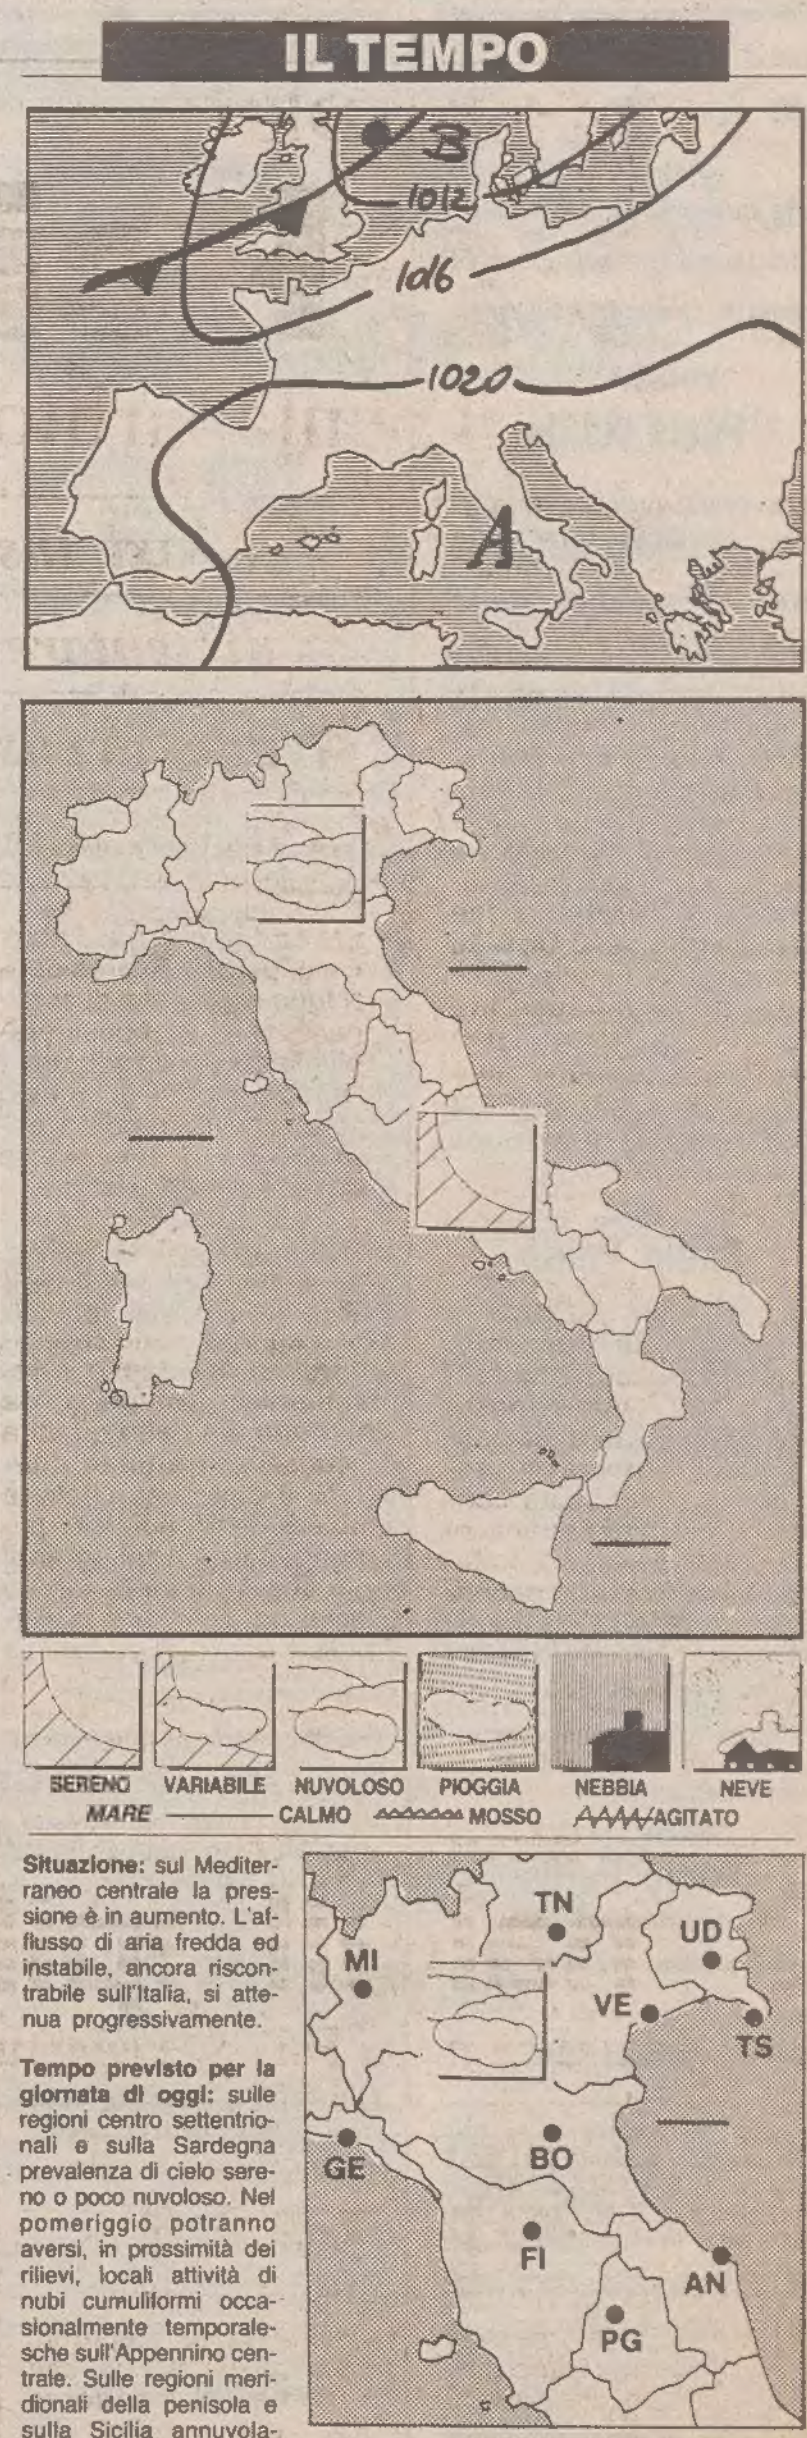 IL TEMPO
B
1012
1016
1020
A
SERENO VARIABILE NUVOLOSO PIOGGIA NEBBIA NEVE
MARE CALMO MOSSO AGITATO
Situazione: sul Mediter-
raneo centrale la pres-
sione è in aumento. L'af-
flusso di aria fredda ed
instabile, ancora riscon-
trabile sull'Italia, si atte-
nua progressivamente.
Tempo previsto per la
giornata di oggi: sulle
regioni centro settentrio-
nali e sulla Sardegna
prevalenza di cielo sere-
no o poco nuvoloso. Nel
pomeriggio potranno
aversi, in prossimità dei
rilievi, locali attività di
nubi cumuliformi occa-
sionalmente temporale-
sche sull'Appennino cen-
trale. Sulle regioni meri-
dionali della penisola e
sulla Sicilia annuvola-
TN
UD
MI
VE
TS
GE
BO
FI
AN
PG